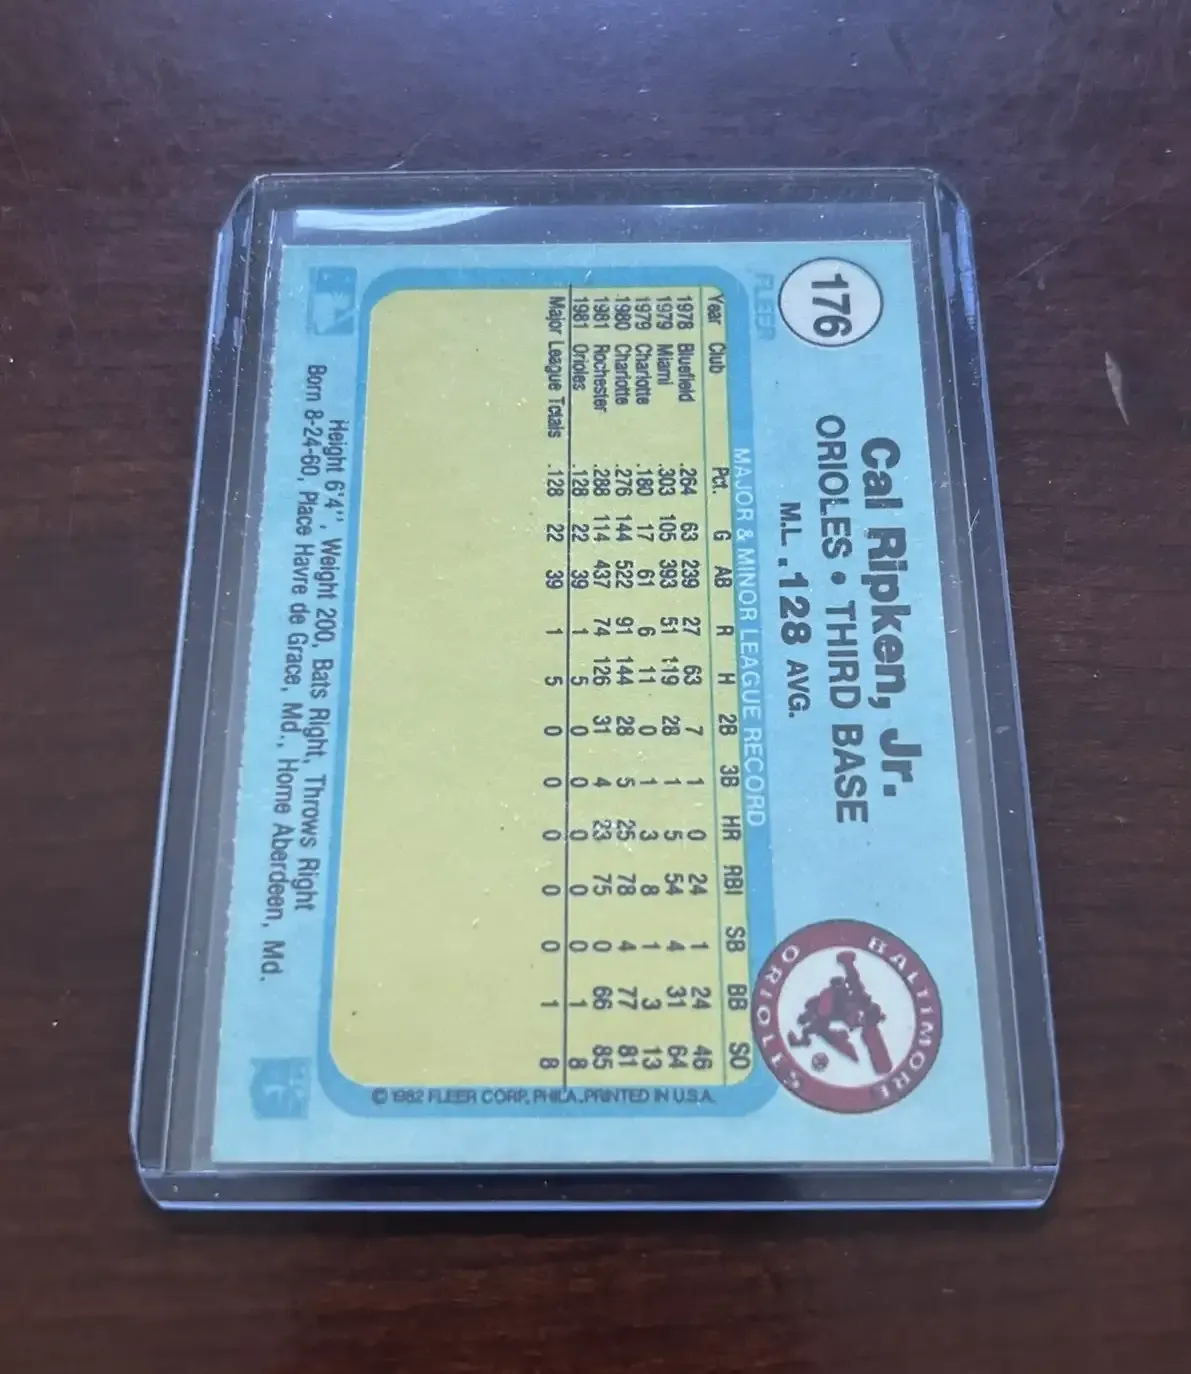 176
FLEER
Cal Ripken, Jr.
ORIOLES • THIRD BASE
M.L. .128 AVG.
BALTIMORE ORIOLES
®
MAJOR & MINOR LEAGUE RECORD
Year Club Pct. G AB R H 2B 3B HR RBI SB BB SO
1978 Bluefield .264 63 239 27 63 7 1 0 24 1 24 46
1979 Miami .303 105 393 51 119 28 1 5 54 4 31 64
1979 Charlotte .180 17 61 6 11 0 1 3 8 1 3 13
1980 Charlotte .276 144 522 91 144 28 5 25 78 4 77 81
1981 Rochester .288 114 437 74 126 31 4 23 75 0 66 85
1981 Orioles .128 22 39 1 5 0 0 0 0 0 1 8
Major League Totals .128 22 39 1 5 0 0 0 0 0 1 8
© 1982 FLEER CORP. PHILA. PRINTED IN U.S.A.
Height 6'4'', Weight 200, Bats Right, Throws Right
Born 8-24-60, Place Havre de Grace, Md., Home Aberdeen, Md.